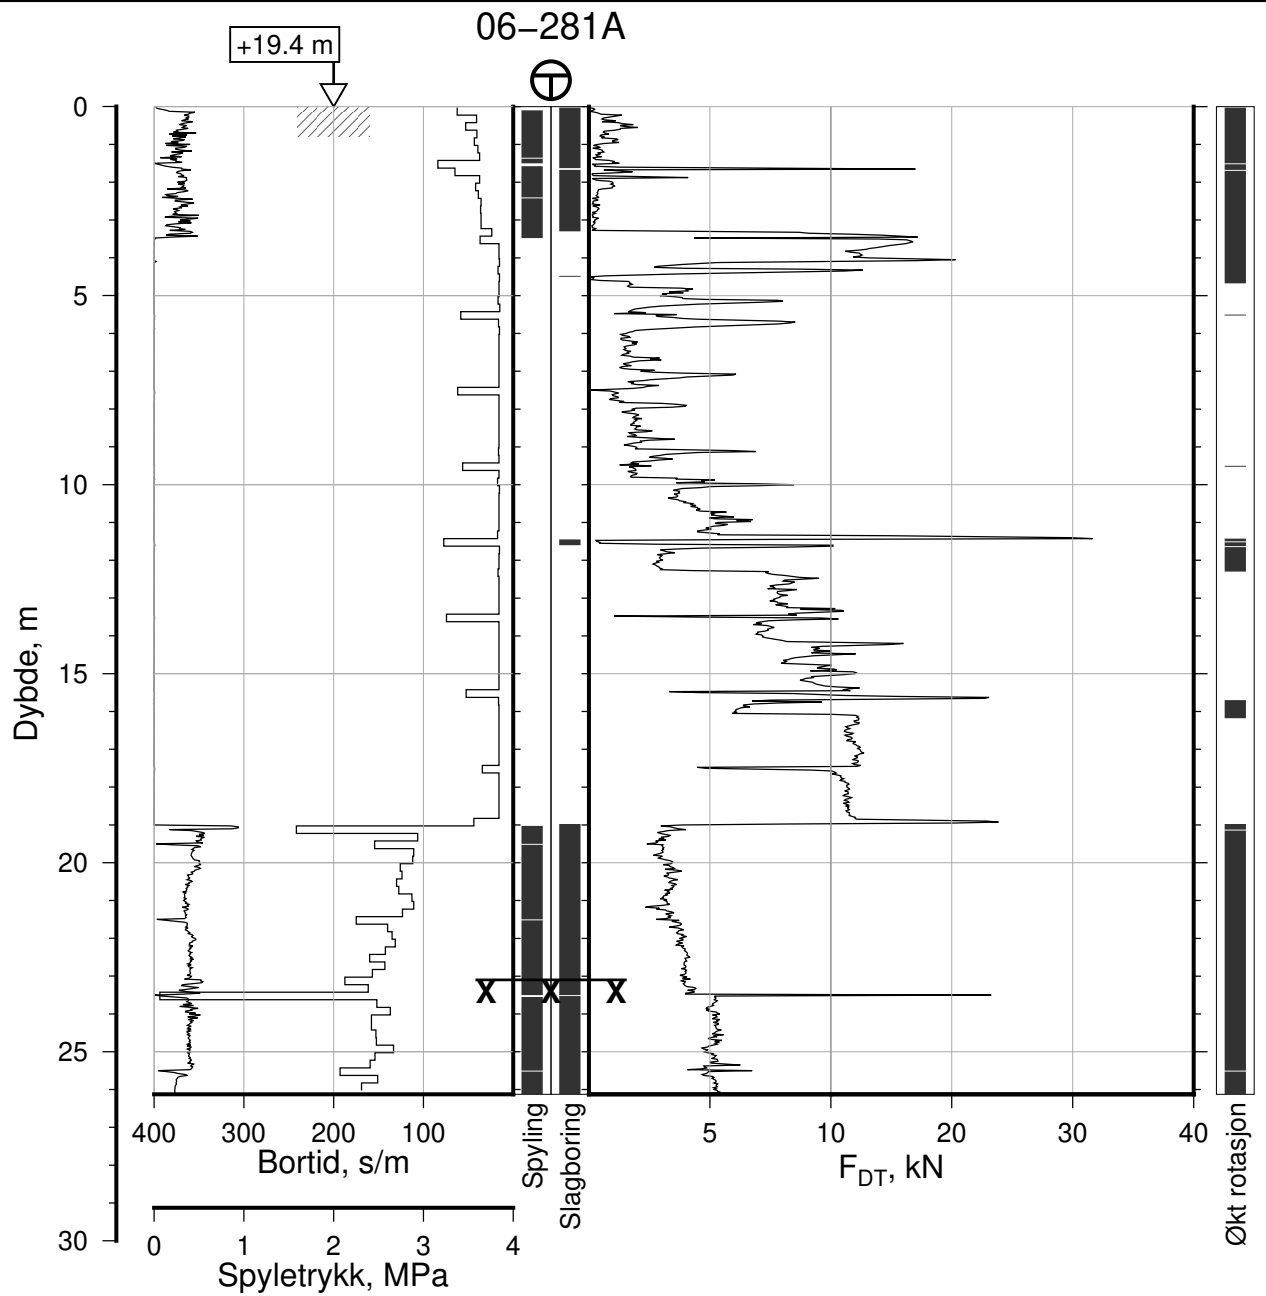 06–281A
+19.4 m
0
5
10
15
20
25
30
Dybde, m
400 300 200 100
Bortid, s/m
0 1 2 3 4
Spyletrykk, MPa
Spyling
Slagboring
X X X
5 10 20 30 40
F_DT, kN
Økt rotasjon